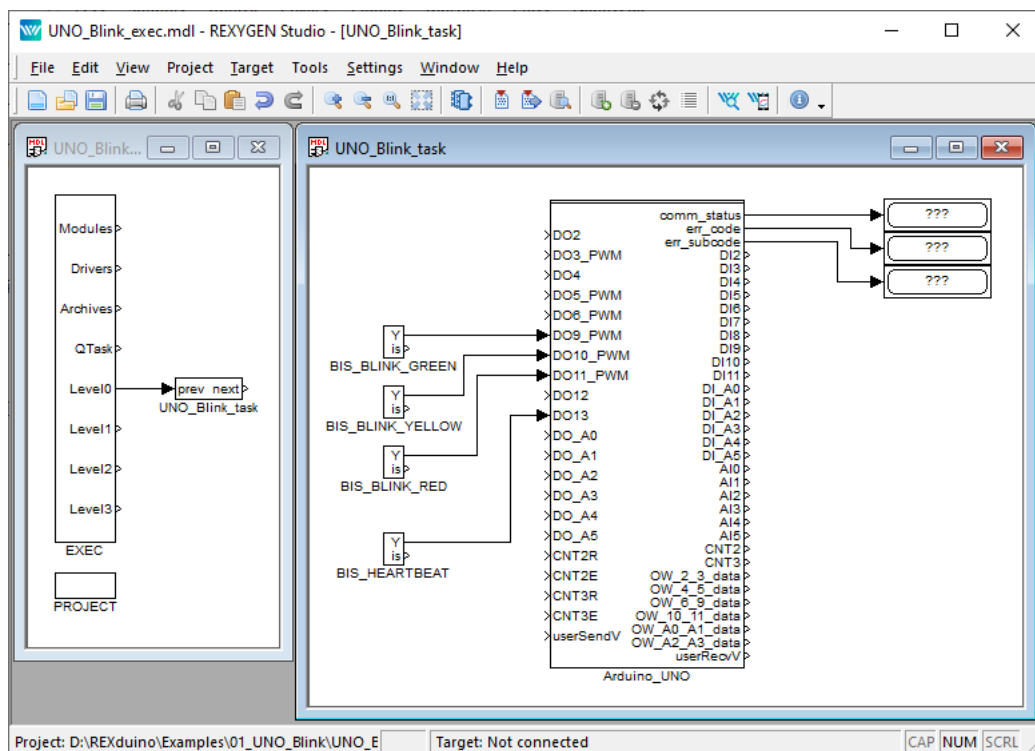 UNO_Blink_exec.mdl - REXYGEN Studio - [UNO_Blink_task]
File Edit View Project Target Tools Settings Window Help
UNO_Blink...
Modules
Drivers
Archives
QTask
Level0
prev next
UNO_Blink_task
Level1
Level2
Level3
EXEC
PROJECT
UNO_Blink_task
Y
is
BIS_BLINK_GREEN
Y
is
BIS_BLINK_YELLOW
Y
is
BIS_BLINK_RED
Y
is
BIS_HEARTBEAT
DO2
DO3_PWM
DO4
DO5_PWM
DO6_PWM
DO9_PWM
DO10_PWM
DO11_PWM
DO12
DO13
DO_A0
DO_A1
DO_A2
DO_A3
DO_A4
DO_A5
CNT2R
CNT2E
CNT3R
CNT3E
userSendV
comm_status
err_code
err_subcode
DI2
DI3
DI4
DI5
DI6
DI7
DI8
DI9
DI10
DI11
DI_A0
DI_A1
DI_A2
DI_A3
DI_A4
DI_A5
AI0
AI1
AI2
AI3
AI4
AI5
CNT2
CNT3
OW_2_3_data
OW_4_5_data
OW_6_9_data
OW_10_11_data
OW_A0_A1_data
OW_A2_A3_data
userRecvV
Arduino_UNO
???
???
???
Project: D:\REXduino\Examples\01_UNO_Blink\UNO_E
Target: Not connected
CAP NUM SCRL